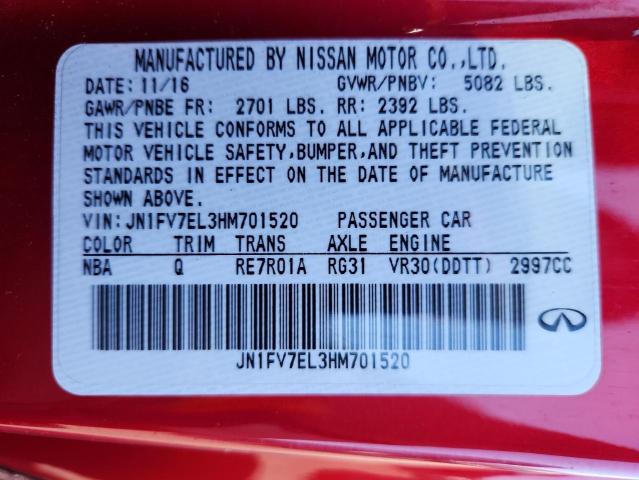 MANUFACTURED BY NISSAN MOTOR CO.,LTD.
DATE: 11/16 GVWR/PNBV: 5082 LBS.
GAWR/PNBE FR: 2701 LBS. RR: 2392 LBS.
THIS VEHICLE CONFORMS TO ALL APPLICABLE FEDERAL
MOTOR VEHICLE SAFETY,BUMPER,AND THEFT PREVENTION
STANDARDS IN EFFECT ON THE DATE OF MANUFACTURE
SHOWN ABOVE.
VIN:JN1FV7EL3HM701520 PASSENGER CAR
COLOR TRIM TRANS AXLE ENGINE
NBA Q RE7R01A RG31 VR30(DDTT) 2997CC
JN1FV7EL3HM701520